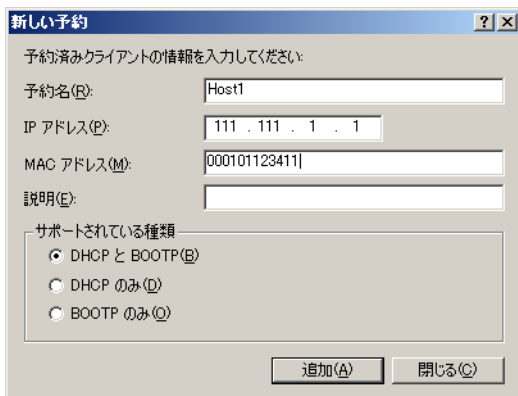 新しい予約
予約済みクライアントの情報を入力してください:
予約名(R): Host1
IP アドレス(P): 111 . 111 . 1 . 1
MAC アドレス(M): 000101123411
説明(E):
サポートされている種類
DHCP と BOOTP(B)
DHCP のみ(D)
BOOTP のみ(O)
追加(A) 閉じる(C)